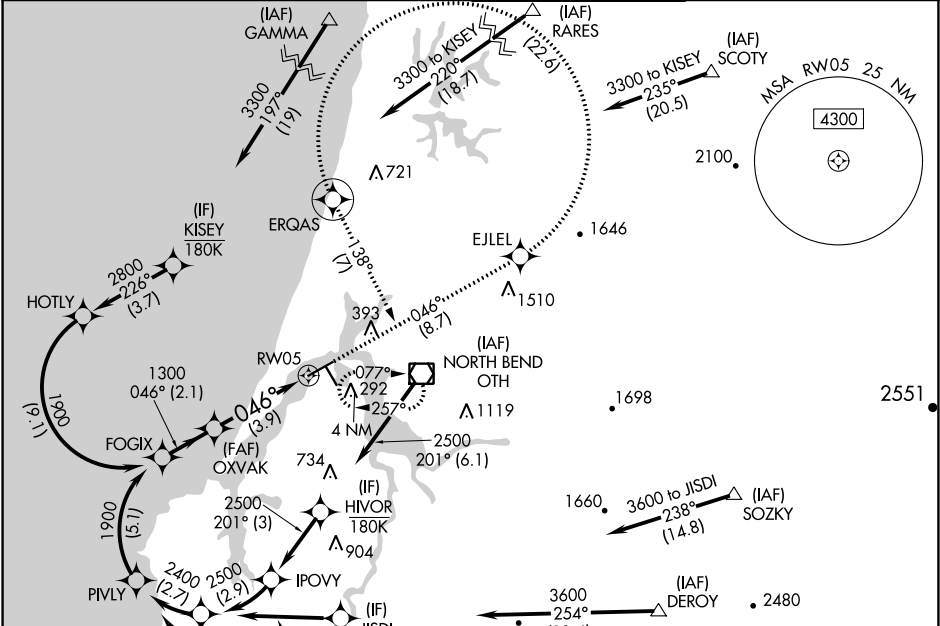 (IAF)
GAMMA
3300
197°
(19)
3300 to KISEY
220°
(18.7)
(IAF)
RARES
(22.6)
3300 to KISEY
235°
(20.5)
(IAF)
SCOTY
MSA RW05 25 NM
4300
2100
721
ERQAS
138°
(7)
(IF)
KISEY
180K
2800
226°
(3.7)
HOTLY
EJLEL
1646
1510
046°
(8.7)
393
RW05
(IAF)
NORTH BEND
OTH
077°
292
257°
4 NM
1119
1698
2551
1300
046° (2.1)
046°
(3.9)
1900
(9.1)
FOGIX
(FAF)
OXVAK
2500
201° (6.1)
734
(IF)
HIVOR
180K
2500
201° (3)
904
1900
(5.1)
1660
3600 to JISDI
238°
(14.8)
(IAF)
SOZKY
PIVLY
2400
(2.7)
2500
(2.9)
IPOVY
(IF)
3600
254°
(IAF)
DEROY
2480